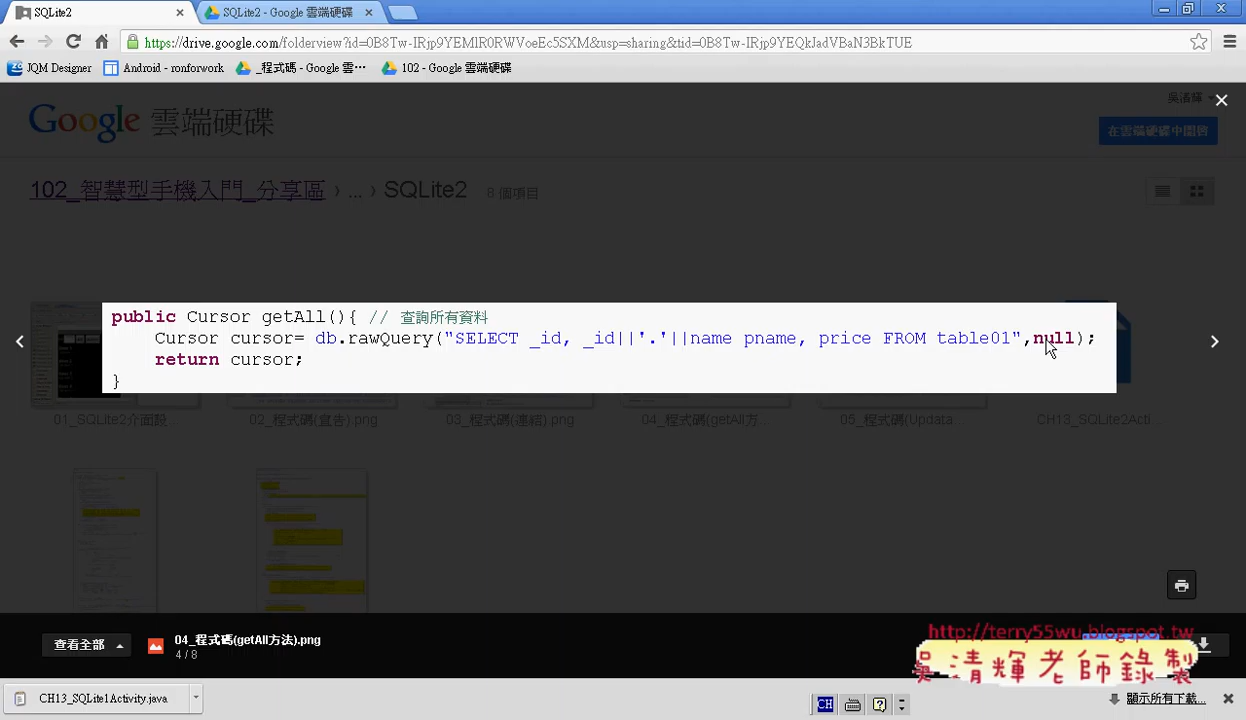 SQLite2
SQLite2 - Google 雲端硬碟
https://drive.google.com/folderview?id=0B8Tw-IRjp9YEMlR0RWVoeEc5SXM&usp=sharing&tid=0B8Tw-IRjp9YEQkJadVBaN3BkTUE
JQM Designer
Android - ronforwork
_程式碼 - Google 雲…
102 - Google 雲端硬碟
吳清輝
Google 雲端硬碟
在雲端硬碟中開啟
102_智慧型手機入門_分享區 › ... › SQLite2 8 個項目
public Cursor getAll(){ // 查詢所有資料
Cursor cursor= db.rawQuery("SELECT _id, _id||'.'||name pname, price FROM table01",null);
return cursor;
}
01_SQLite2介面設...
02_程式碼(宣告).png
03_程式碼(連結).png
04_程式碼(getAll方...
05_程式碼(Updata...
CH13_SQLite2Acti...
查看全部
04_程式碼(getAll方法).png
4 / 8
http://terry55wu.blogspot.tw
吳清輝老師錄製
CH13_SQLite1Activity.java
CH
顯示所有下載...